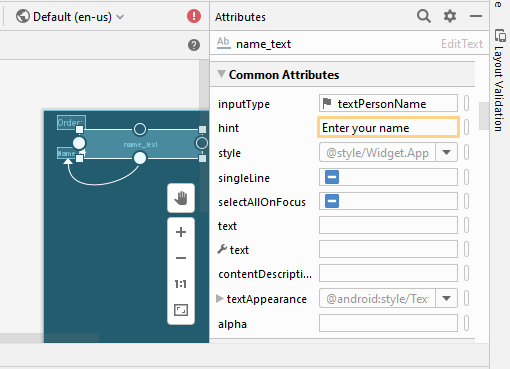 Default (en-us)
Attributes
?
Ab name_text EditText
Common Attributes
inputType textPersonName
hint Enter your name
style @style/Widget.App
singleLine
selectAllOnFocus
text
text
contentDescripti...
textAppearance @android:style/Tex
alpha
Order:
name_text
Name
1:1
Layout Validation